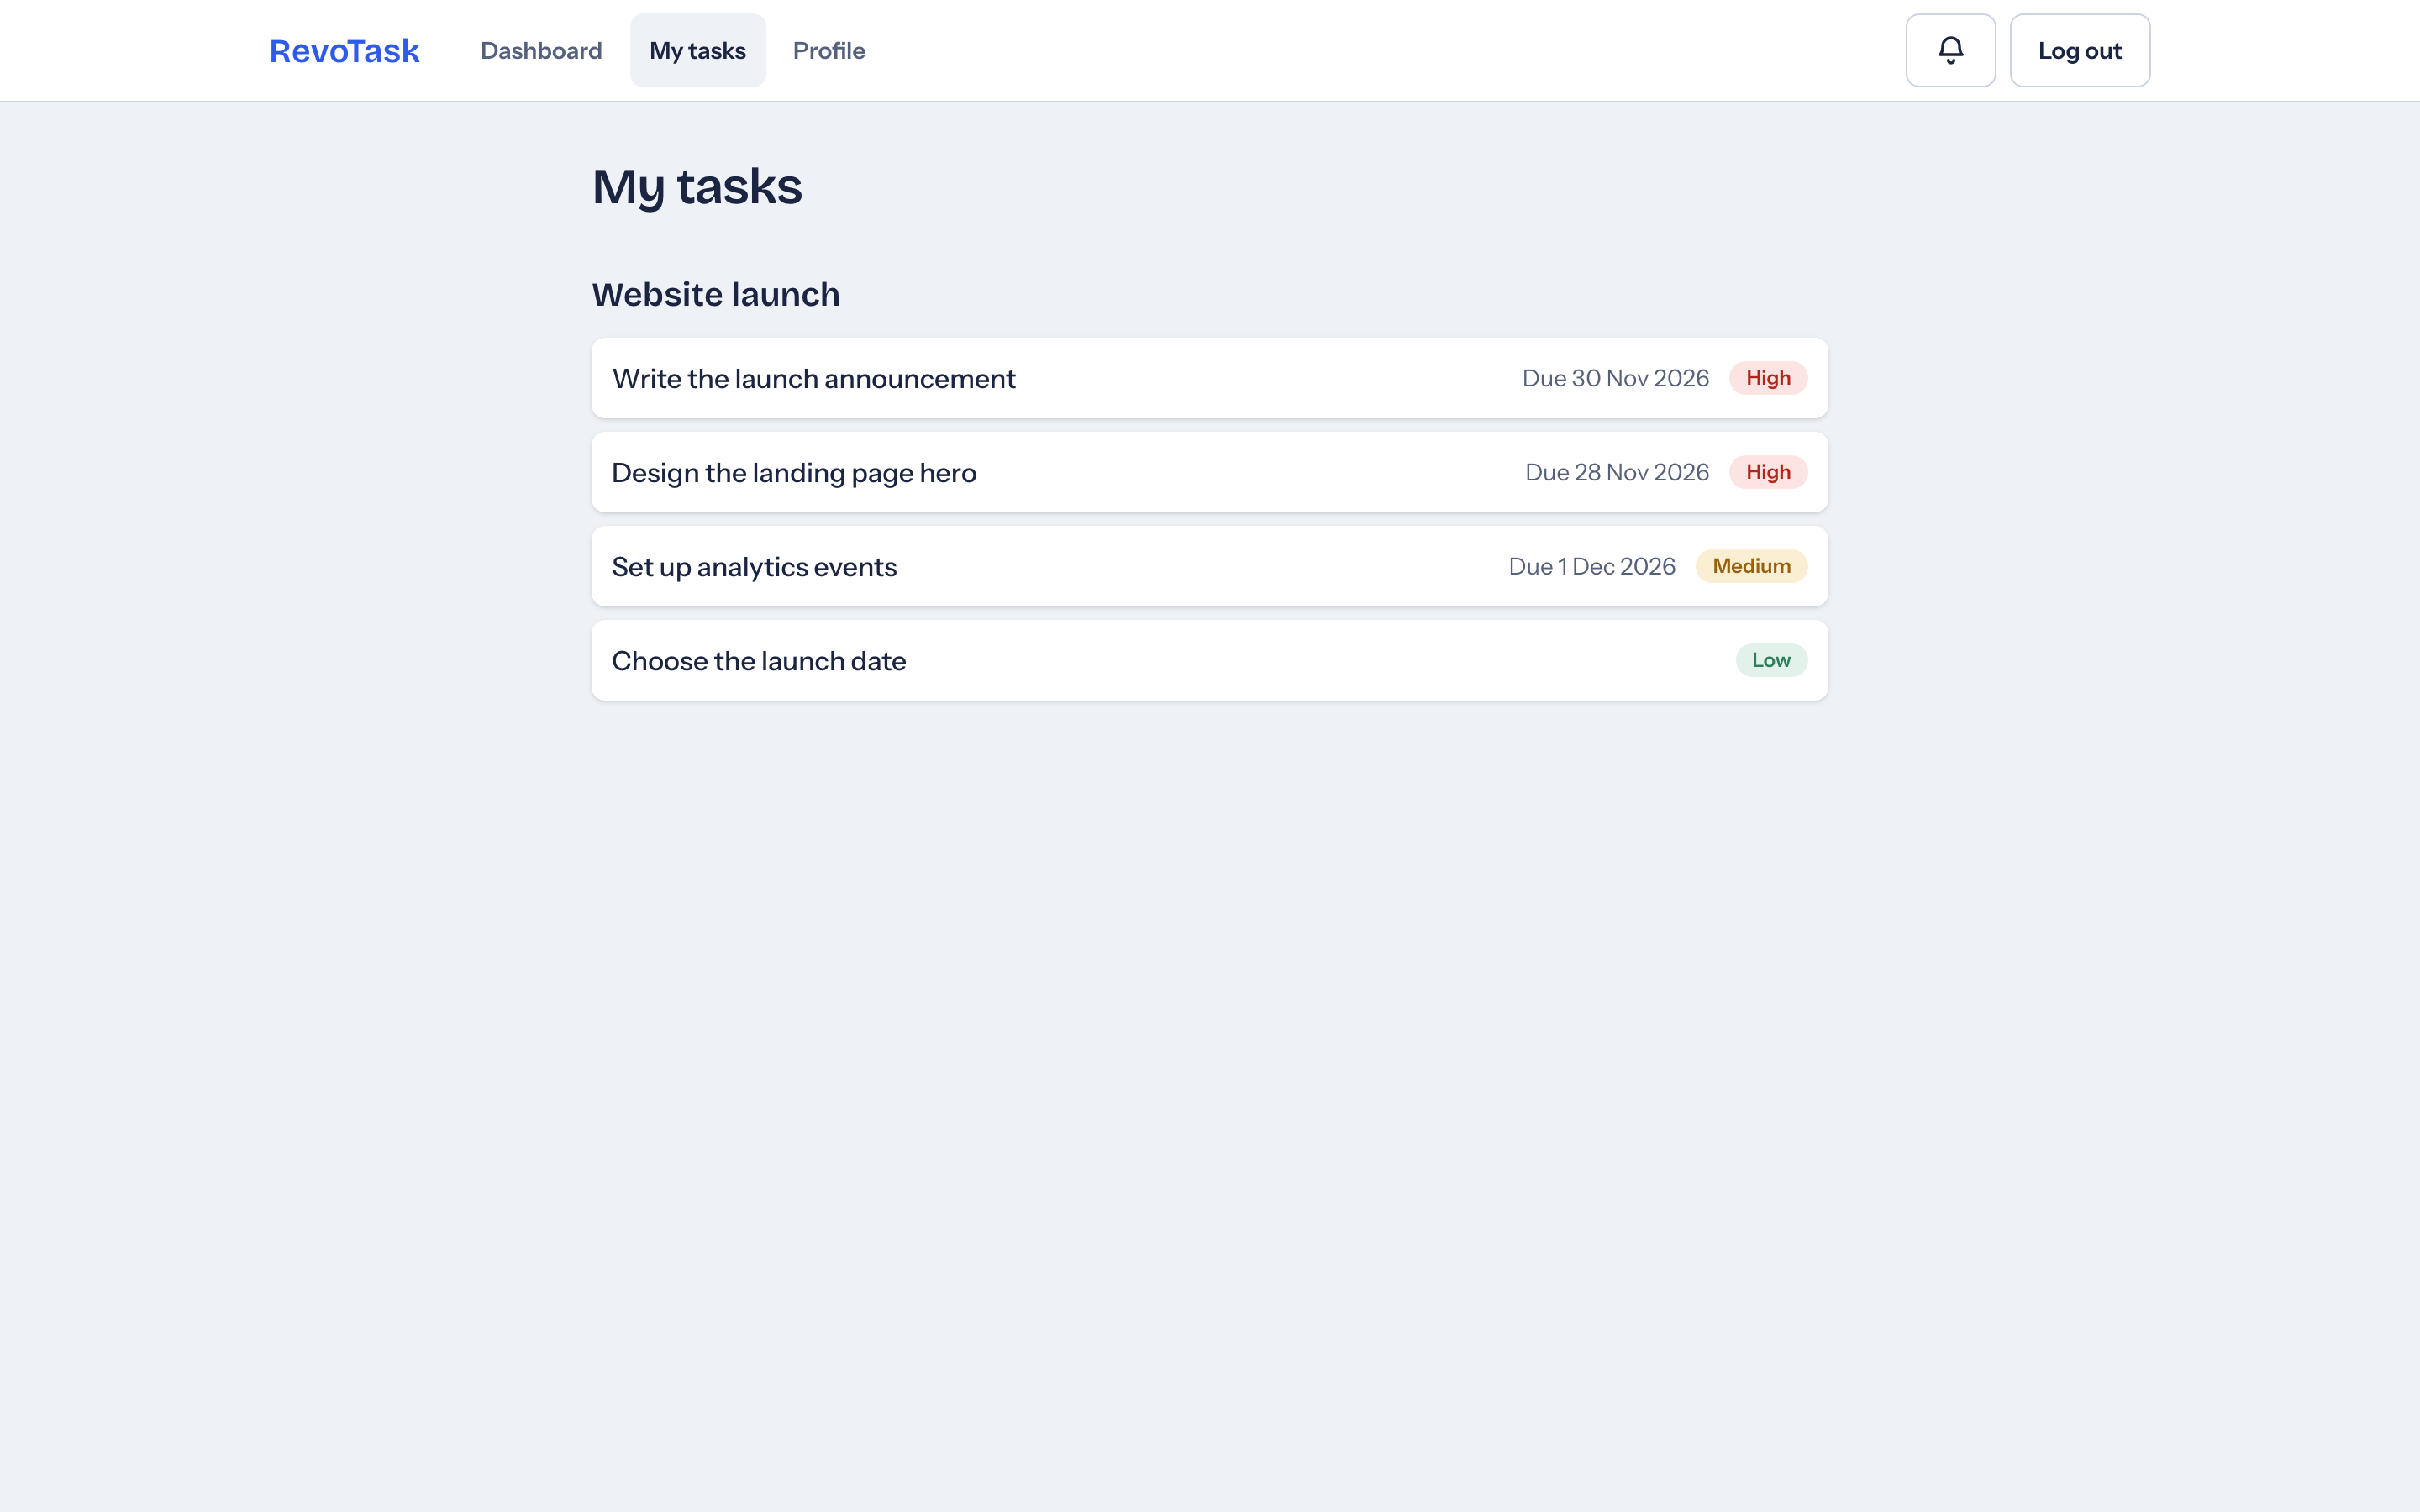 RevoTask Dashboard My tasks Profile Log out
My tasks
Website launch
Write the launch announcement Due 30 Nov 2026 High
Design the landing page hero Due 28 Nov 2026 High
Set up analytics events Due 1 Dec 2026 Medium
Choose the launch date Low